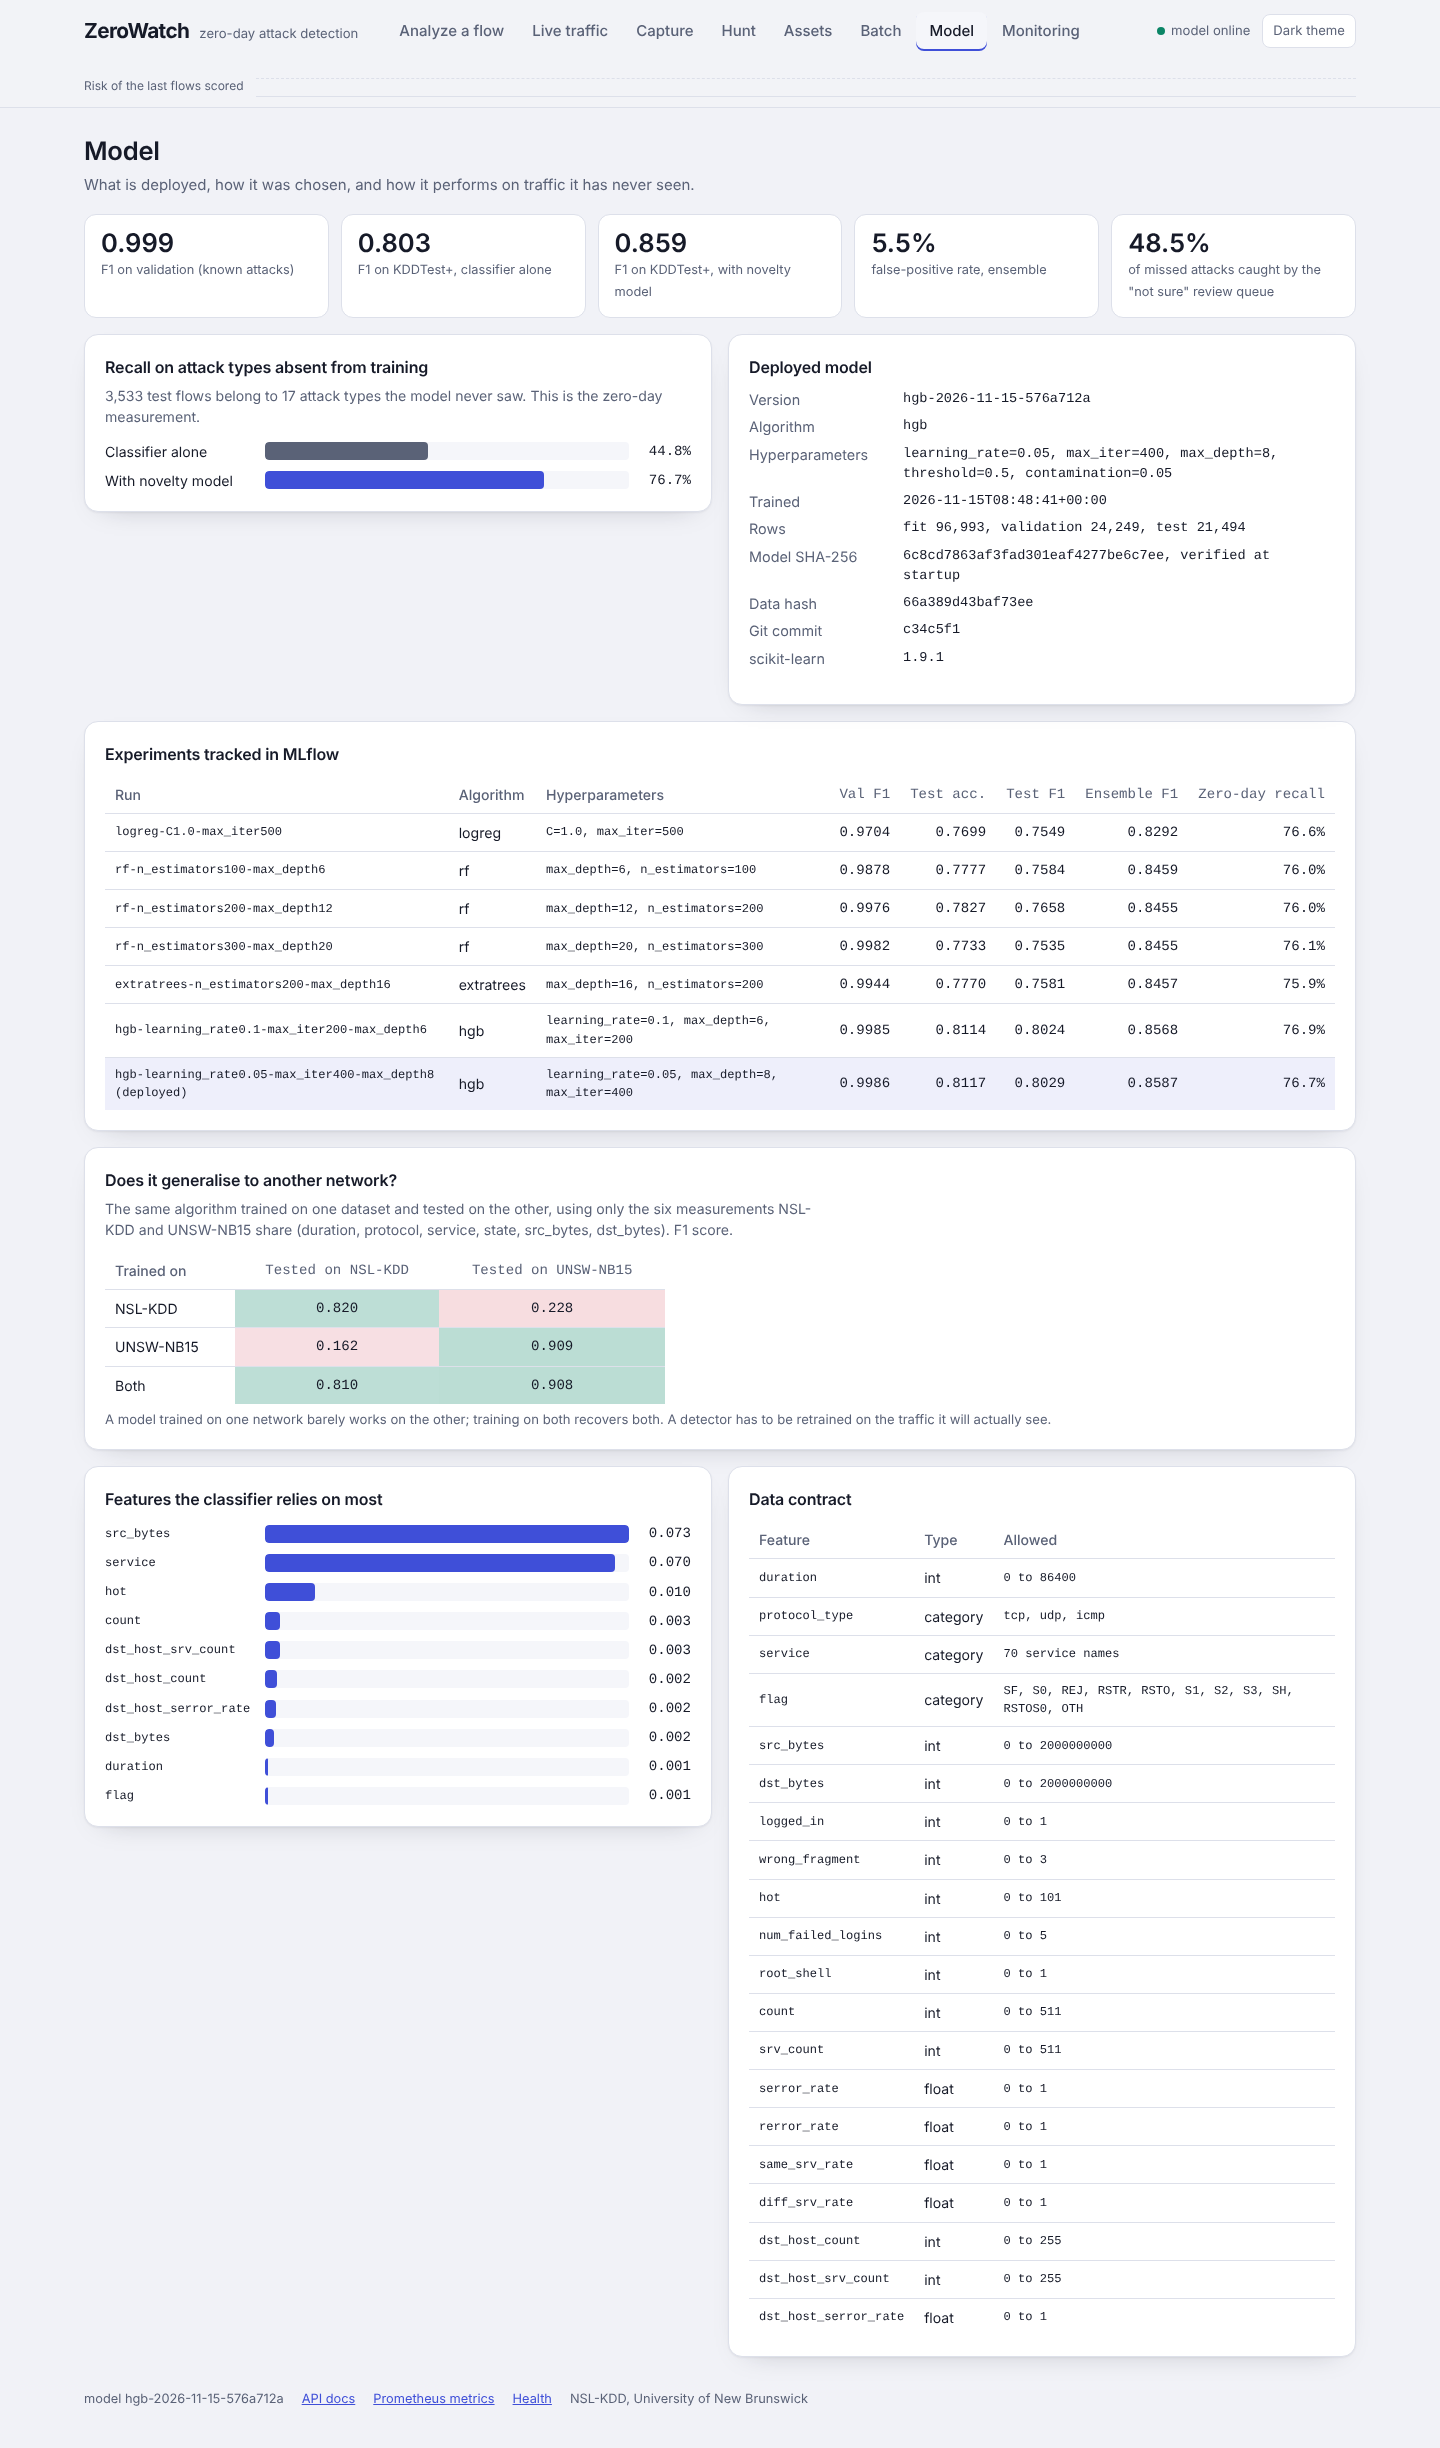 ZeroWatch zero-day attack detection Analyze a flow Live traffic Capture Hunt Assets Batch Model Monitoring model online Dark theme
Risk of the last flows scored
Model
What is deployed, how it was chosen, and how it performs on traffic it has never seen.
0.999
F1 on validation (known attacks)
0.803
F1 on KDDTest+, classifier alone
0.859
F1 on KDDTest+, with novelty
model
5.5%
false-positive rate, ensemble
48.5%
of missed attacks caught by the
"not sure" review queue
Recall on attack types absent from training
3,533 test flows belong to 17 attack types the model never saw. This is the zero-day
measurement.
Classifier alone 44.8%
With novelty model 76.7%
Deployed model
Version hgb-2026-11-15-576a712a
Algorithm hgb
Hyperparameters learning_rate=0.05, max_iter=400, max_depth=8,
threshold=0.5, contamination=0.05
Trained 2026-11-15T08:48:41+00:00
Rows fit 96,993, validation 24,249, test 21,494
Model SHA-256 6c8cd7863af3fad301eaf4277be6c7ee, verified at
startup
Data hash 66a389d43baf73ee
Git commit c34c5f1
scikit-learn 1.9.1
Experiments tracked in MLflow
Run Algorithm Hyperparameters Val F1 Test acc. Test F1 Ensemble F1 Zero-day recall
logreg-C1.0-max_iter500 logreg C=1.0, max_iter=500 0.9704 0.7699 0.7549 0.8292 76.6%
rf-n_estimators100-max_depth6 rf max_depth=6, n_estimators=100 0.9878 0.7777 0.7584 0.8459 76.0%
rf-n_estimators200-max_depth12 rf max_depth=12, n_estimators=200 0.9976 0.7827 0.7658 0.8455 76.0%
rf-n_estimators300-max_depth20 rf max_depth=20, n_estimators=300 0.9982 0.7733 0.7535 0.8455 76.1%
extratrees-n_estimators200-max_depth16 extratrees max_depth=16, n_estimators=200 0.9944 0.7770 0.7581 0.8457 75.9%
hgb-learning_rate0.1-max_iter200-max_depth6 hgb learning_rate=0.1, max_depth=6, 0.9985 0.8114 0.8024 0.8568 76.9%
max_iter=200
hgb-learning_rate0.05-max_iter400-max_depth8 hgb learning_rate=0.05, max_depth=8, 0.9986 0.8117 0.8029 0.8587 76.7%
(deployed) max_iter=400
Does it generalise to another network?
The same algorithm trained on one dataset and tested on the other, using only the six measurements NSL-
KDD and UNSW-NB15 share (duration, protocol, service, state, src_bytes, dst_bytes). F1 score.
Trained on Tested on NSL-KDD Tested on UNSW-NB15
NSL-KDD 0.820 0.228
UNSW-NB15 0.162 0.909
Both 0.810 0.908
A model trained on one network barely works on the other; training on both recovers both. A detector has to be retrained on the traffic it will actually see.
Features the classifier relies on most
src_bytes 0.073
service 0.070
hot 0.010
count 0.003
dst_host_srv_count 0.003
dst_host_count 0.002
dst_host_serror_rate 0.002
dst_bytes 0.002
duration 0.001
flag 0.001
Data contract
Feature Type Allowed
duration int 0 to 86400
protocol_type category tcp, udp, icmp
service category 70 service names
flag category SF, S0, REJ, RSTR, RSTO, S1, S2, S3, SH,
RSTOS0, OTH
src_bytes int 0 to 2000000000
dst_bytes int 0 to 2000000000
logged_in int 0 to 1
wrong_fragment int 0 to 3
hot int 0 to 101
num_failed_logins int 0 to 5
root_shell int 0 to 1
count int 0 to 511
srv_count int 0 to 511
serror_rate float 0 to 1
rerror_rate float 0 to 1
same_srv_rate float 0 to 1
diff_srv_rate float 0 to 1
dst_host_count int 0 to 255
dst_host_srv_count int 0 to 255
dst_host_serror_rate float 0 to 1
model hgb-2026-11-15-576a712a API docs Prometheus metrics Health NSL-KDD, University of New Brunswick